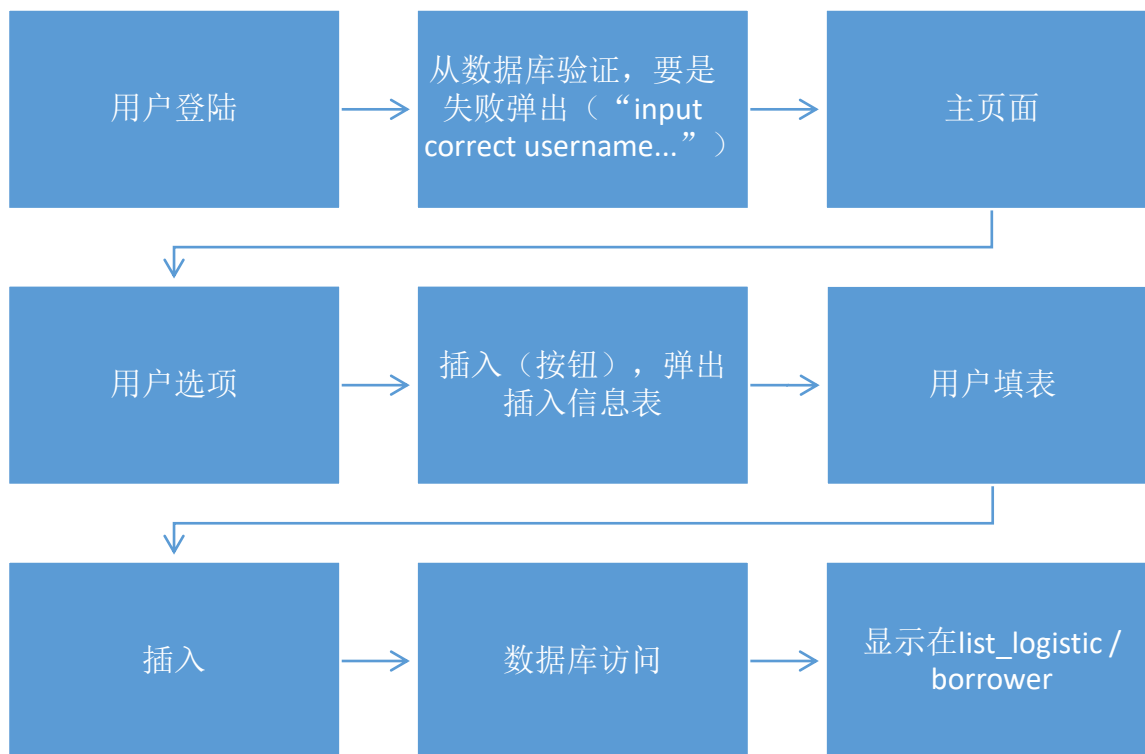 用户登陆
从数据库验证，要是
失败弹出（“input
correct username...”）
主页面
用户选项
插入（按钮），弹出
插入信息表
用户填表
插入
数据库访问
显示在list_logistic /
borrower